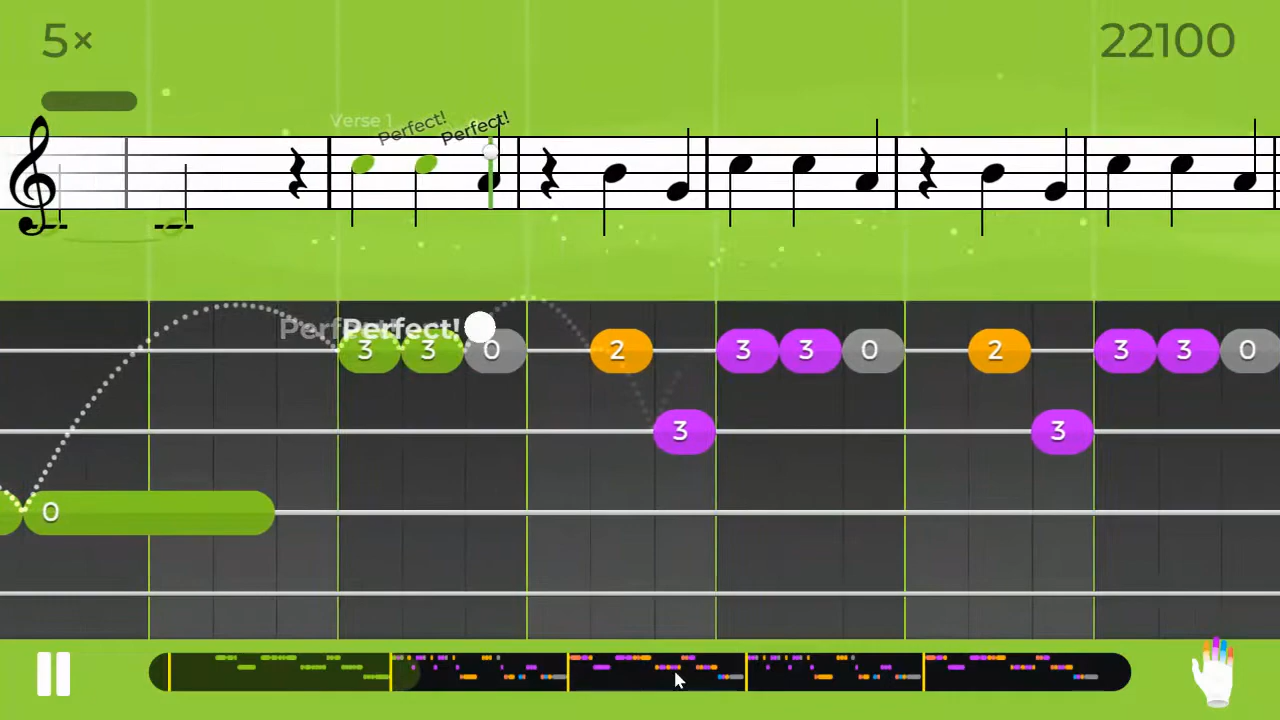 5×
22100
Verse 1
Perfect! Perfect!
Perfect!
3 3 0 2 3 3 0 2 3 3 0
3 3
0